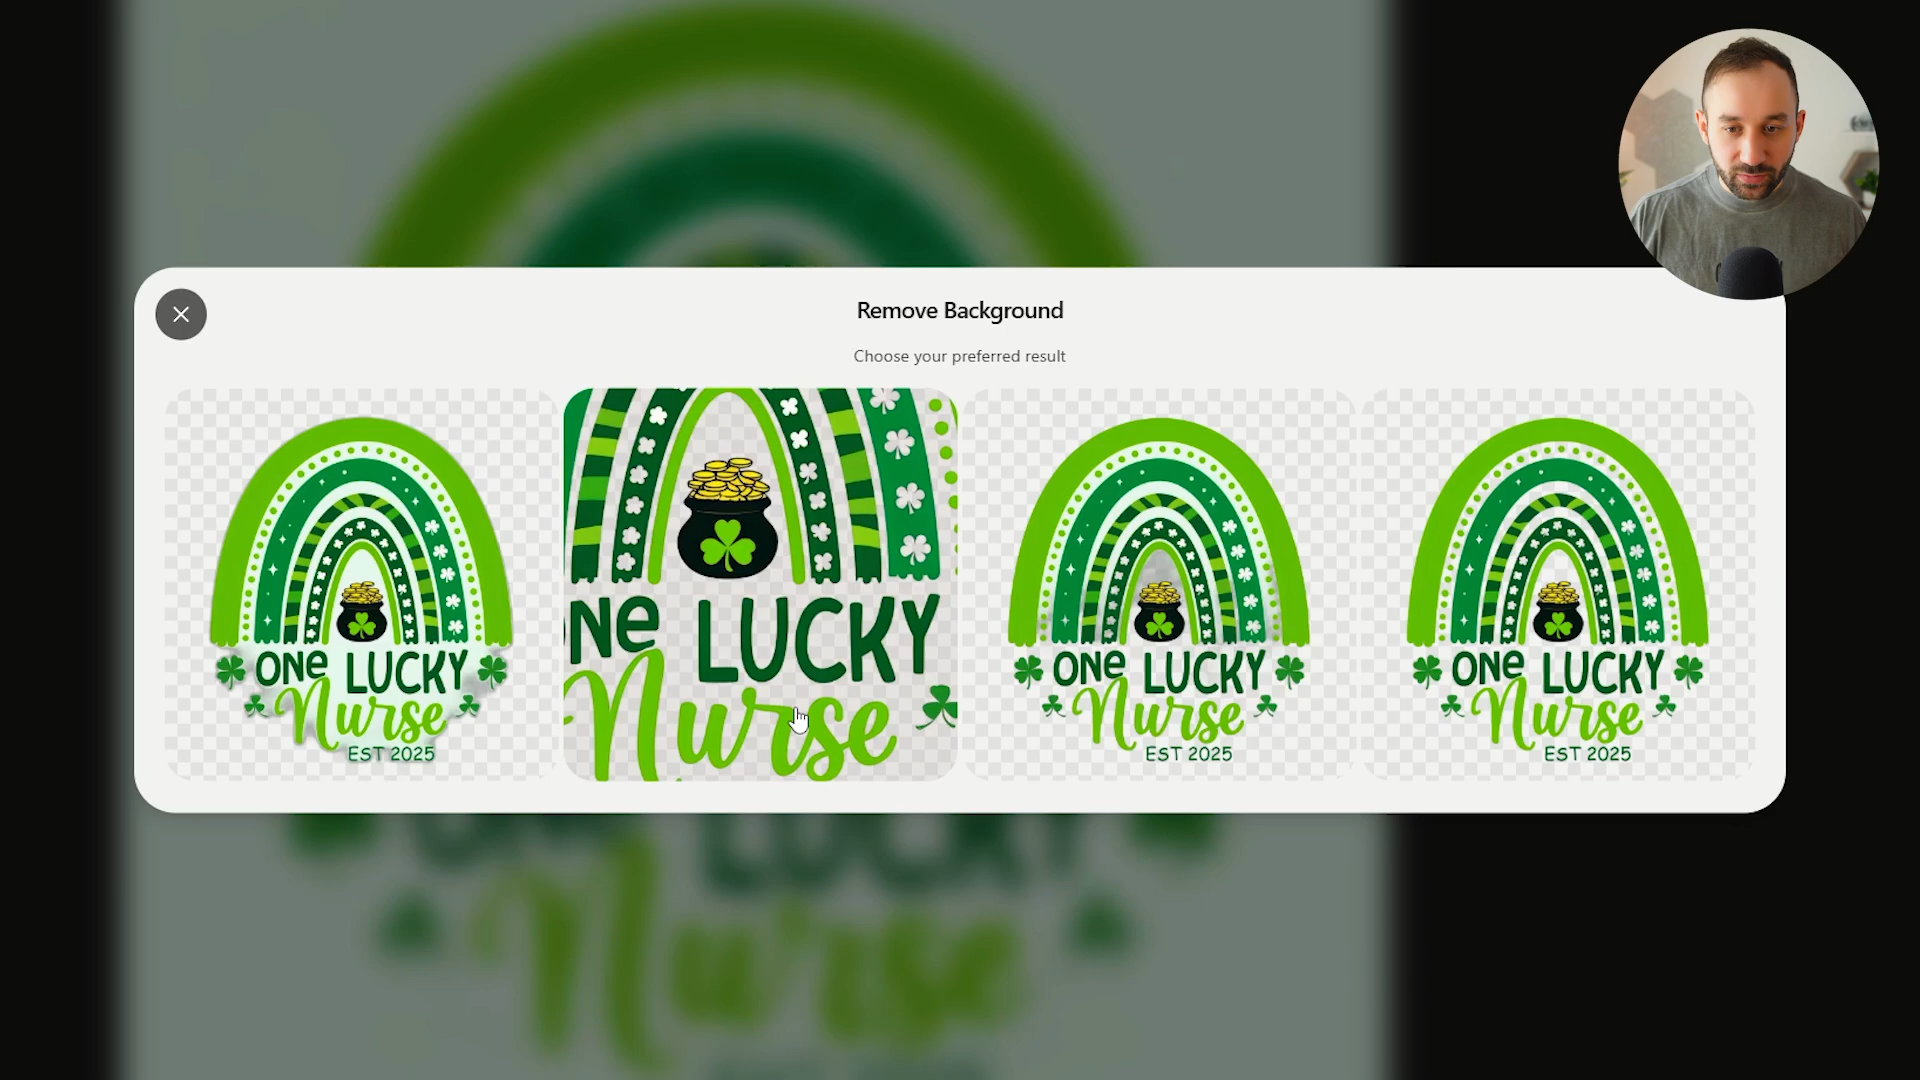 Remove Background
Choose your preferred result
ONe LUCKY
Nurse
EST 2025
Ne LUCKY
Nurse
ONe LUCKY
Nurse
EST 2025
ONe LUCKY
Nurse
EST 2025
Nurse